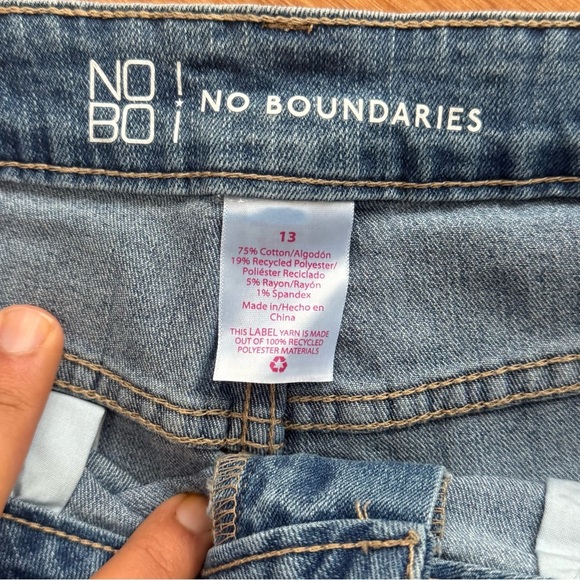 NO
BO
NO BOUNDARIES
13
75% Cotton/Algodón
19% Recycled Polyester/
Poliéster Reciclado
5% Rayon/Rayón
1% Spandex
Made in/Hecho en
China
THIS LABEL YARN IS MADE
OUT OF 100% RECYCLED
POLYESTER MATERIALS